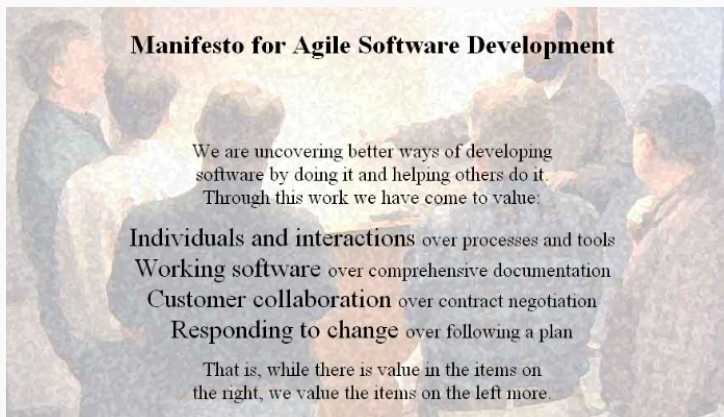 Manifesto for Agile Software Development
We are uncovering better ways of developing
software by doing it and helping others do it.
Through this work we have come to value:
Individuals and interactions over processes and tools
Working software over comprehensive documentation
Customer collaboration over contract negotiation
Responding to change over following a plan
That is, while there is value in the items on
the right, we value the items on the left more.